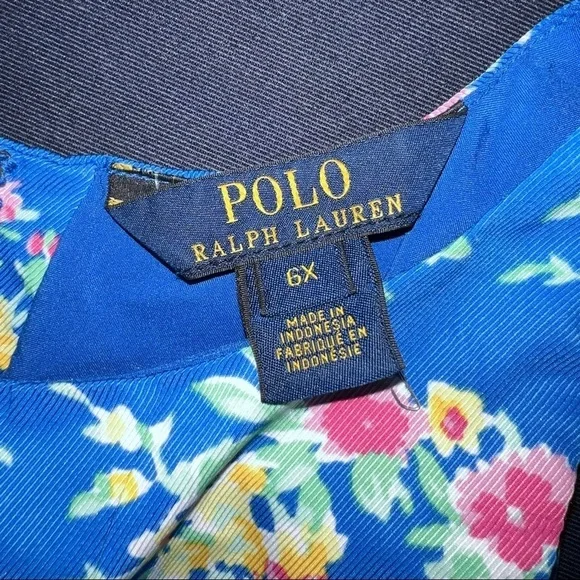 POLO
RALPH LAUREN
6X
MADE IN
INDONESIA
FABRIQUÉ EN
INDONÉSIE